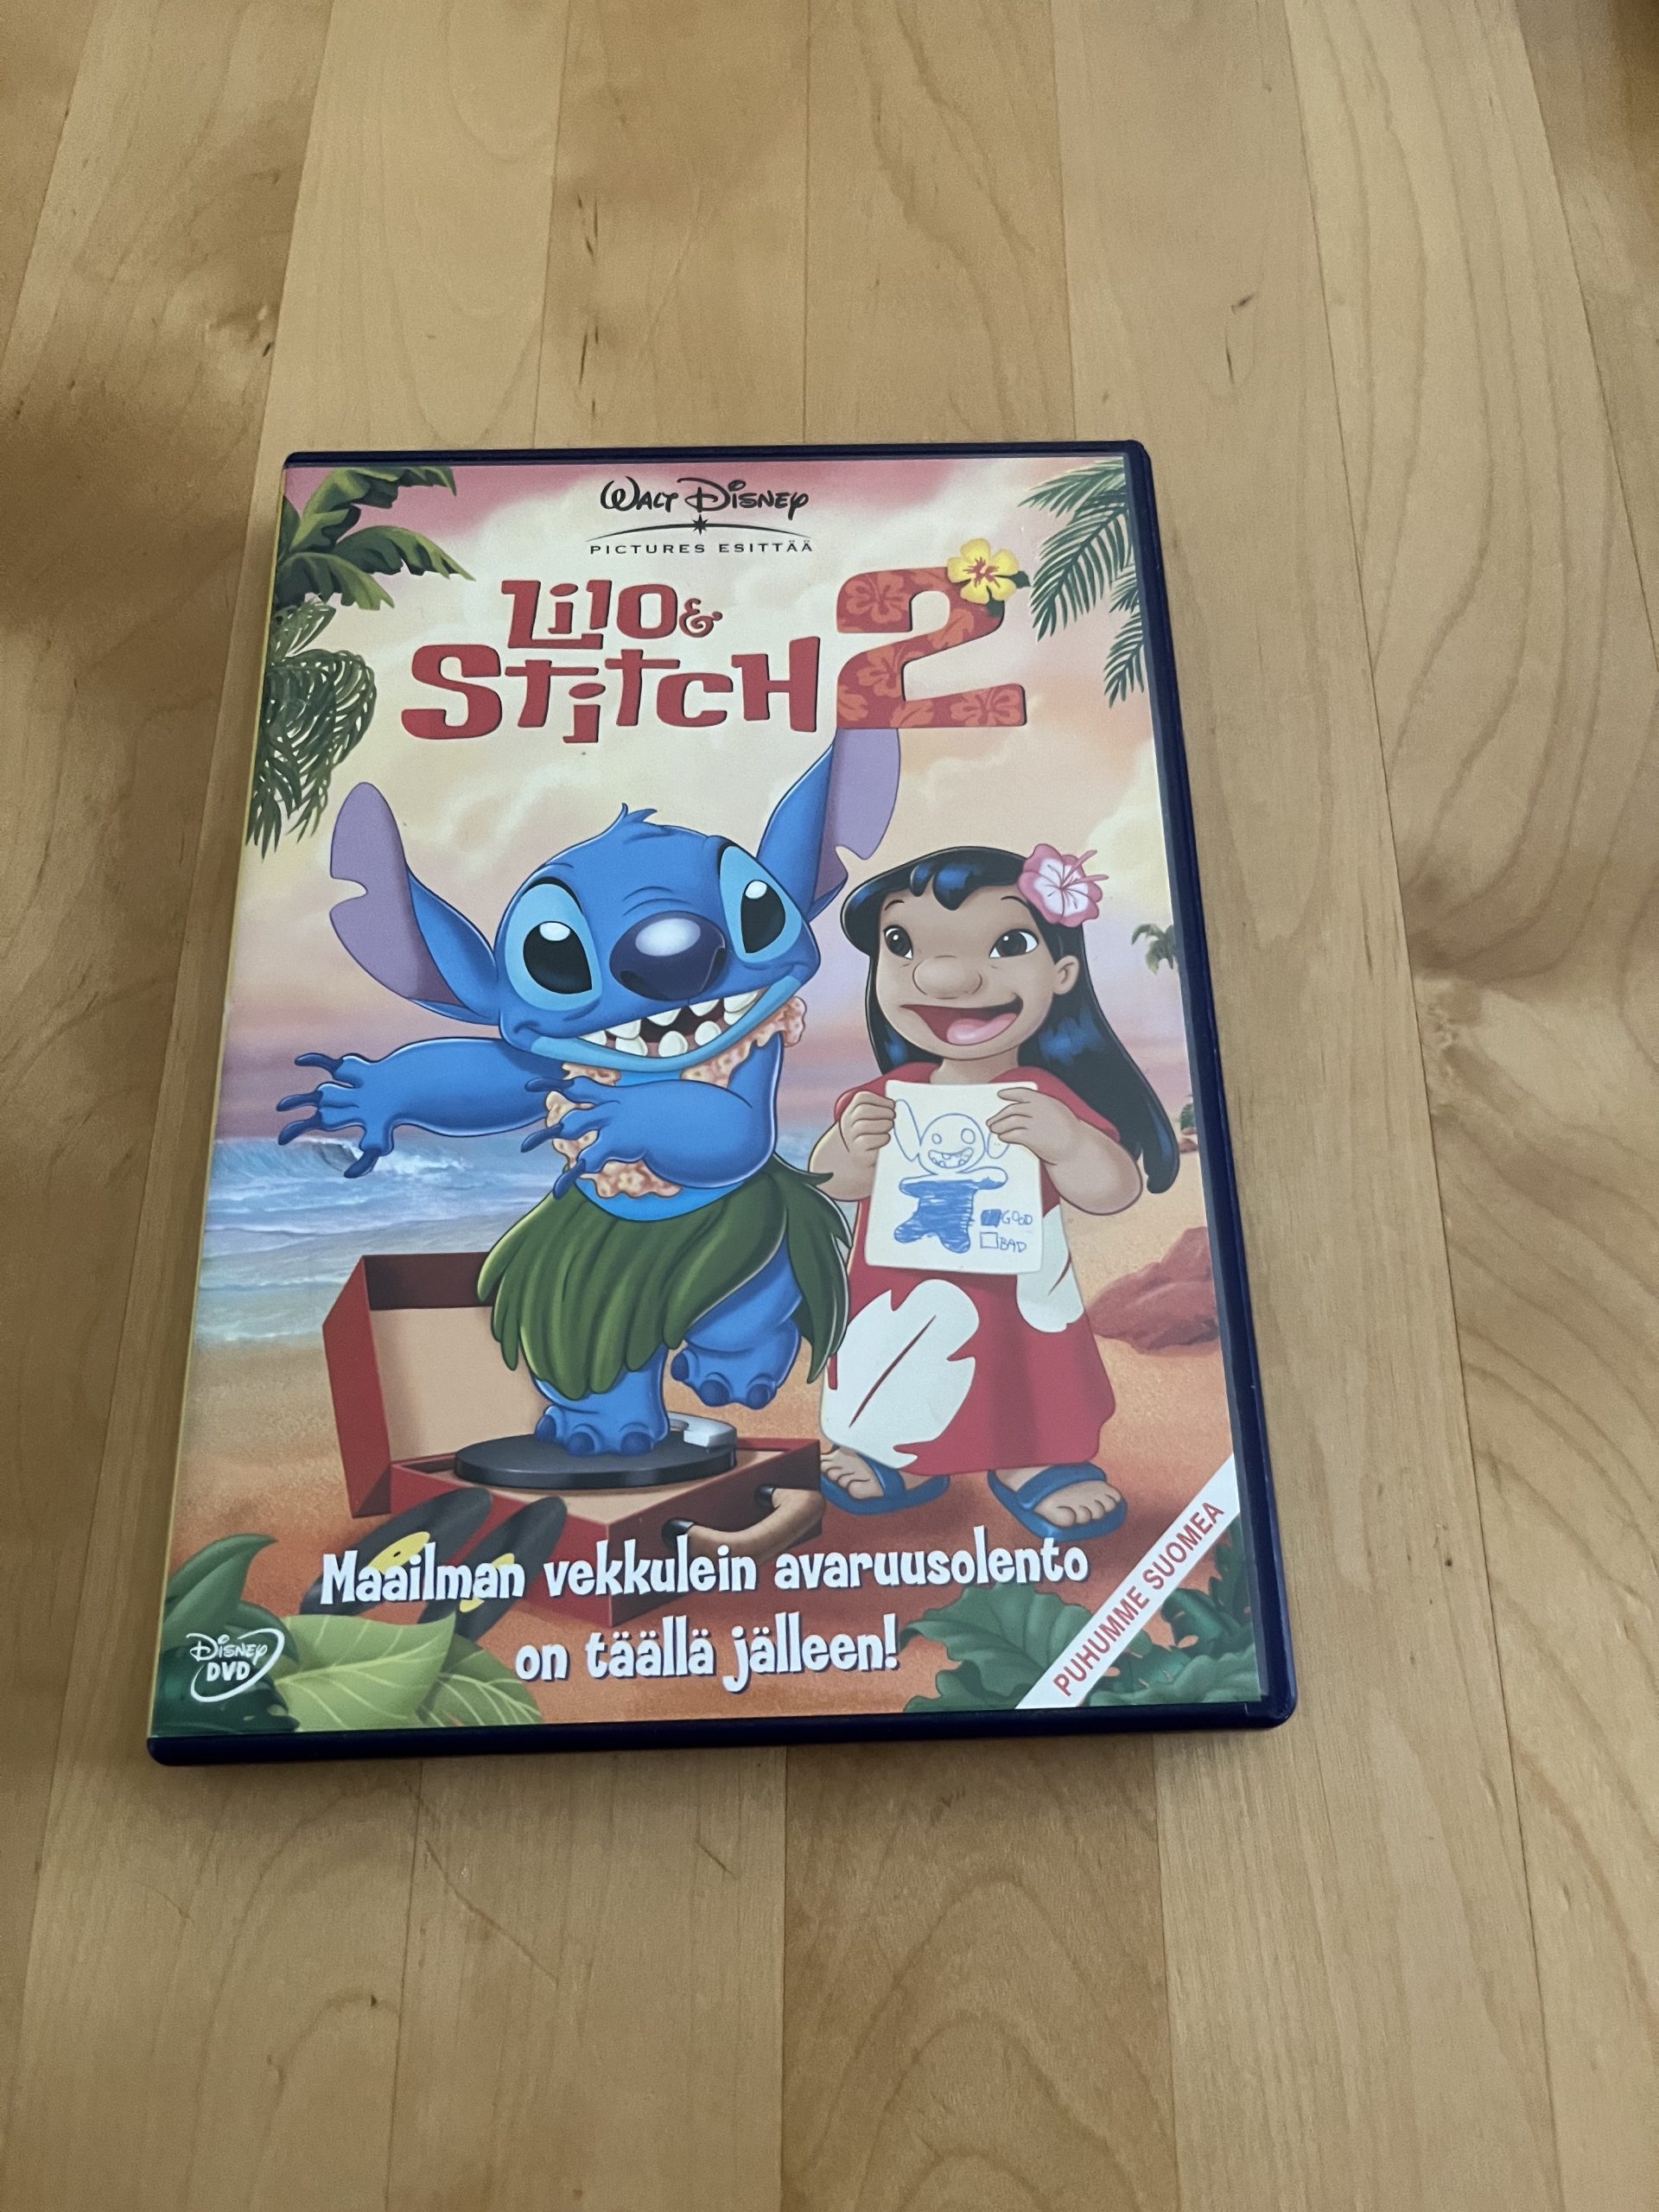 WALT DISNEY
PICTURES ESITTÄÄ
Lilo &
Stitch 2
GOOD
BAD
Maailman vekkulein avaruusolento
on täällä jälleen!
DISNEY
DVD
PUHUMME SUOMEA